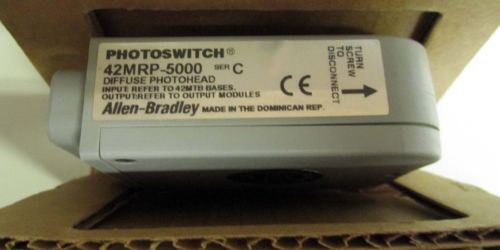 PHOTOSWITCH®
42MRP-5000 SER C
DIFFUSE PHOTOHEAD
INPUT: REFER TO 42MTB BASES.
OUTPUT:REFER TO OUTPUT MODULES
Allen-Bradley MADE IN THE DOMINICAN REP.
CE
TURN
SCREW
TO
DISCONNECT